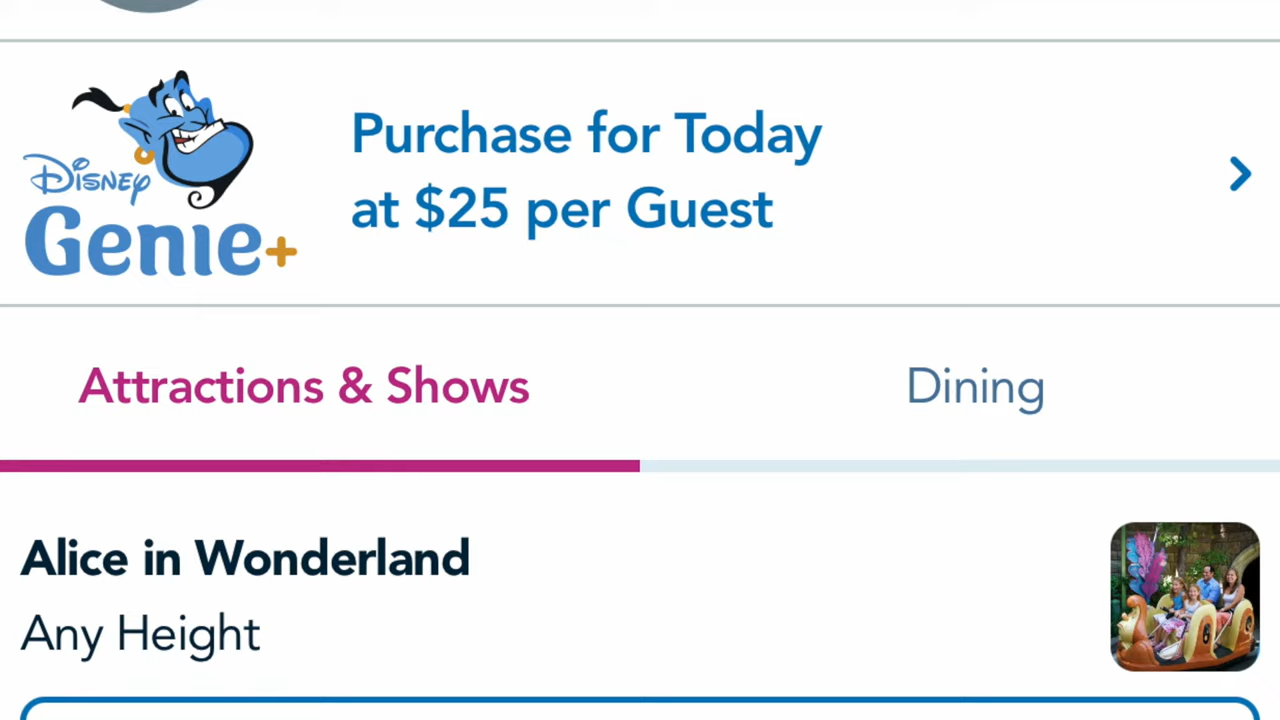 Disney
Genie+
Purchase for Today
at $25 per Guest
Attractions & Shows
Dining
Alice in Wonderland
Any Height